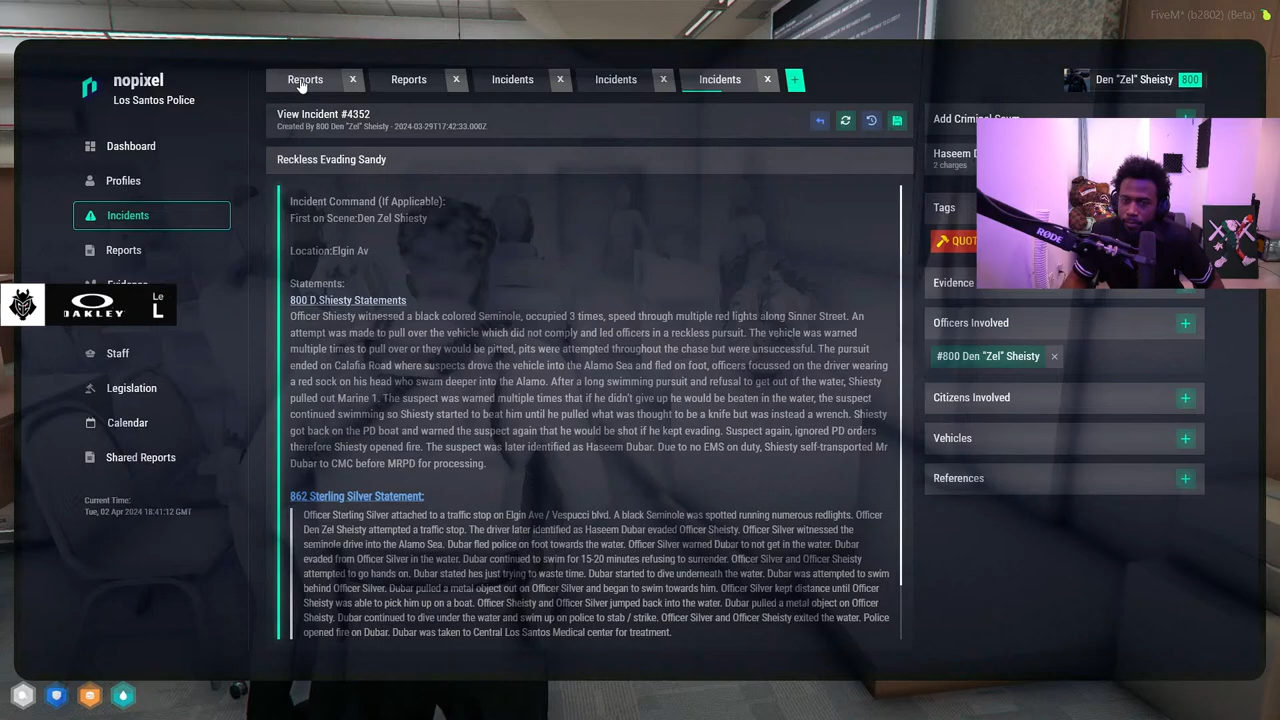 FiveM* (b2802) (Beta)
nopixel
Los Santos Police
Reports x
Reports x
Incidents x
Incidents x
Incidents x
+
Den "Zel" Sheisty 800
View Incident #4352
Created By 800 Den "Zel" Sheisty - 2024-03-29T17:42:33.000Z
Reckless Evading Sandy
Dashboard
Profiles
Incidents
Reports
Staff
Legislation
Calendar
Shared Reports
Current Time:
Tue, 02 Apr 2024 18:41:12 GMT
OAKLEY
Le
L
Incident Command (If Applicable):
First on Scene:Den Zel Shiesty
Location:Elgin Av
Statements:
800 D.Shiesty Statements
Officer Shiesty witnessed a black colored Seminole, occupied 3 times, speed through multiple red lights along Sinner Street. An
attempt was made to pull over the vehicle which did not comply and led officers in a reckless pursuit. The vehicle was warned
multiple times to pull over or they would be pitted, pits were attempted throughout the chase but were unsuccessful. The pursuit
ended on Calafia Road where suspects drove the vehicle into the Alamo Sea and fled on foot, officers focussed on the driver wearing
a red sock on his head who swam deeper into the Alamo. After a long swimming pursuit and refusal to get out of the water, Shiesty
pulled out Marine 1. The suspect was warned multiple times that if he didn't give up he would be beaten in the water, the suspect
continued swimming so Shiesty started to beat him until he pulled what was thought to be a knife but was instead a wrench. Shiesty
got back on the PD boat and warned the suspect again that he would be shot if he kept evading. Suspect again, ignored PD orders
therefore Shiesty opened fire. The suspect was later identified as Haseem Dubar. Due to no EMS on duty, Shiesty self-transported Mr
Dubar to CMC before MRPD for processing.
862 Sterling Silver Statement:
Officer Sterling Silver attached to a traffic stop on Elgin Ave / Vespucci blvd. A black Seminole was spotted running numerous redlights. Officer
Den Zel Sheisty attempted a traffic stop. The driver later identified as Haseem Dubar evaded Officer Sheisty. Officer Silver witnessed the
seminole drive into the Alamo Sea. Dubar fled police on foot towards the water. Officer Silver warned Dubar to not get in the water. Dubar
evaded from Officer Silver in the water. Dubar continued to swim for 15-20 minutes refusing to surrender. Officer Silver and Officer Sheisty
attempted to go hands on. Dubar stated hes just trying to waste time. Dubar started to dive underneath the water. Dubar was attempted to swim
behind Officer Silver. Dubar pulled a metal object out on Officer Silver and began to swim towards him. Officer Silver kept distance until Officer
Sheisty was able to pick him up on a boat. Officer Sheisty and Officer Silver jumped back into the water. Dubar pulled a metal object on Officer
Sheisty. Dubar continued to dive under the water and swim up on police to stab / strike. Officer Silver and Officer Sheisty exited the water. Police
opened fire on Dubar. Dubar was taken to Central Los Santos Medical center for treatment.
Add Criminal
Haseem
2 charges
Tags
Evidence
Officers Involved +
#800 Den "Zel" Sheisty x
Citizens Involved +
Vehicles +
References +
RØDE